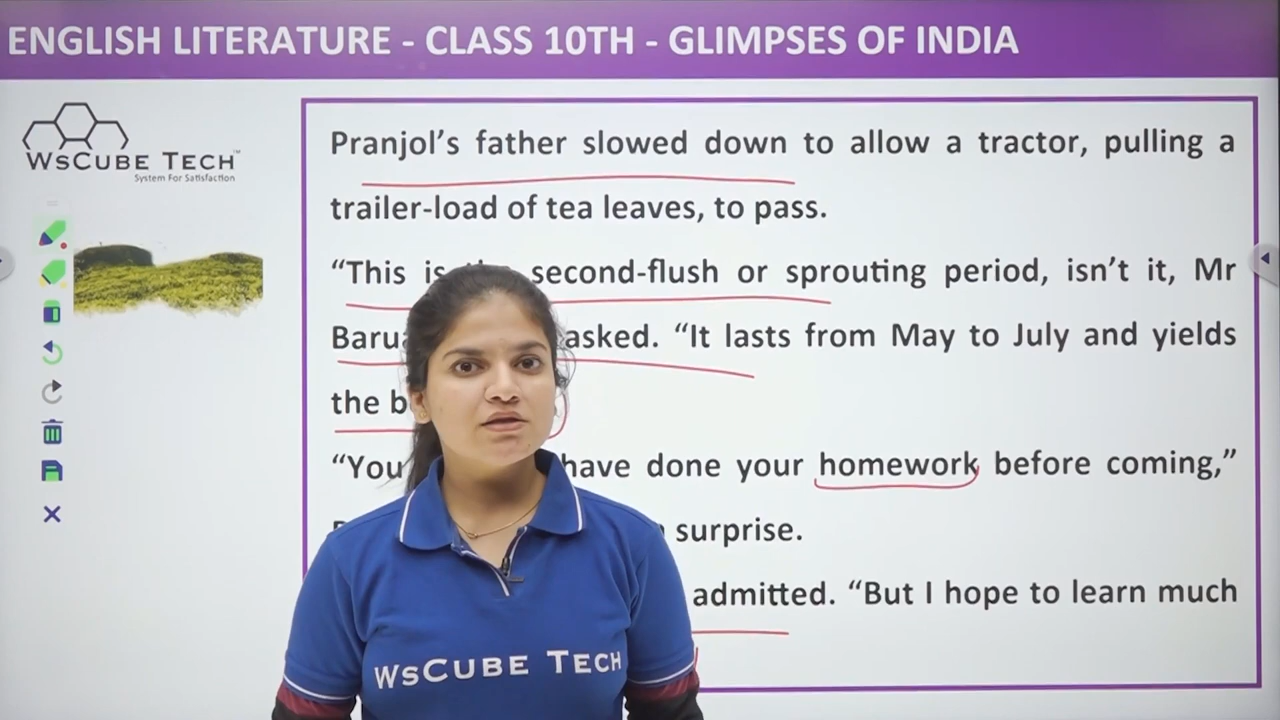 ENGLISH LITERATURE - CLASS 10TH - GLIMPSES OF INDIA
WsCUBE TECH™
System For Satisfaction
Pranjol’s father slowed down to allow a tractor, pulling a
trailer-load of tea leaves, to pass.
“This is second-flush or sprouting period, isn’t it, Mr
asked. “It lasts from May to July and yields
the
“You have done your homework before coming,”
surprise.
admitted. “But I hope to learn much
WSCUBE TECH